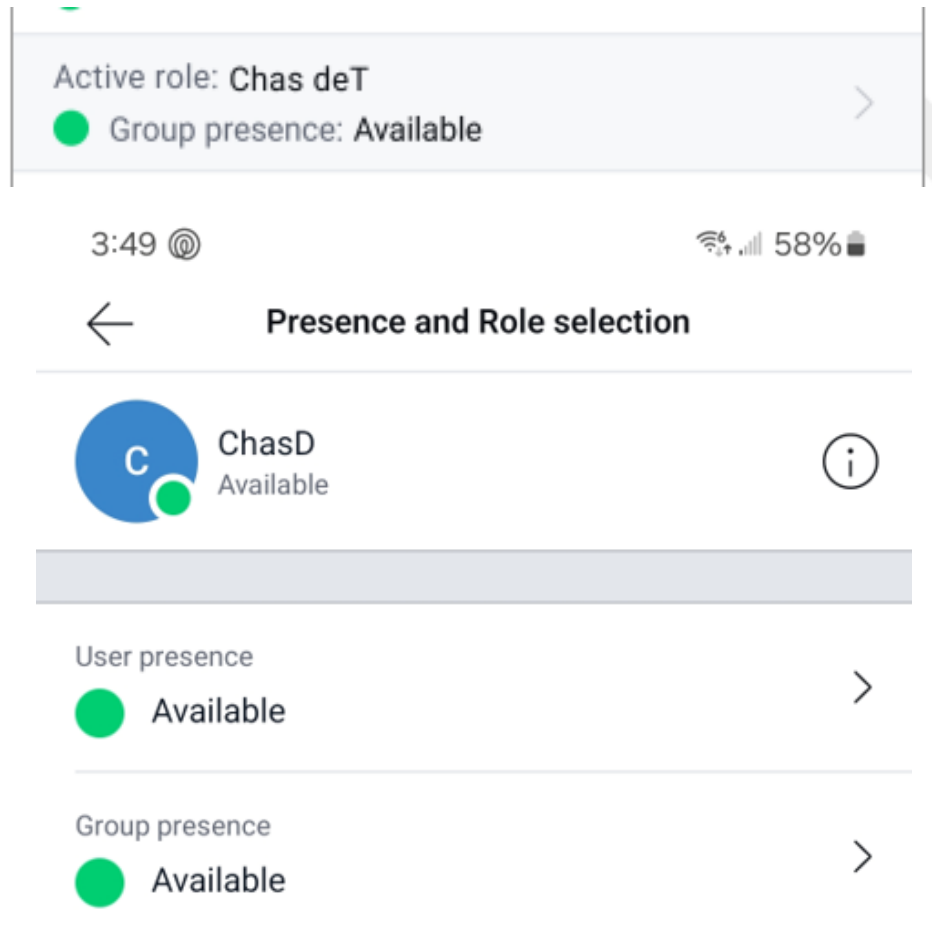 Active role: Chas deT
Group presence: Available
3:49 58%
Presence and Role selection
C
ChasD
Available
User presence
Available
Group presence
Available